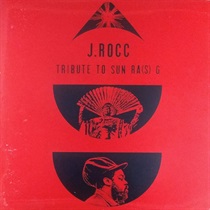 J.ROCC
TRIBUTE TO SUN RA(S) G